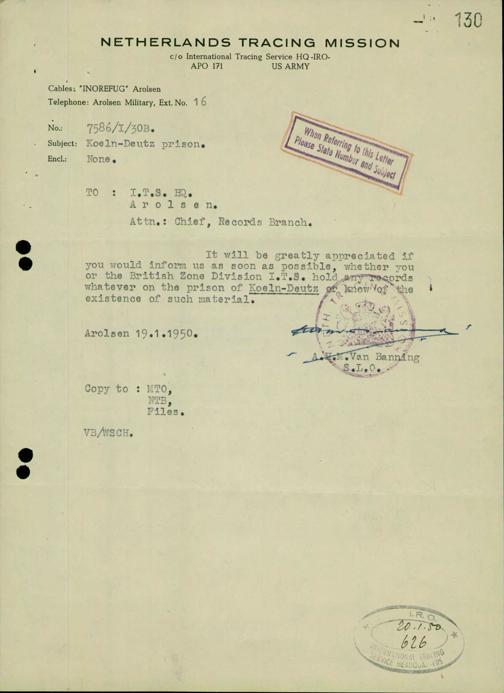 130
NETHERLANDS TRACING MISSION
c/o International Tracing Service HQ -IRO-
APO 171 US ARMY
Cables: "INOREFUG" Arolsen
Telephone: Arolsen Military, Ext. No. 16
No.: 7586/I/30B.
Subject: Koeln-Deutz prison.
Encl: None.
When Referring to this Letter
Please State Number and Subject
TO : I.T.S. HQ.
A r o l s e n.
Attn.: Chief, Records Branch.
It will be greatly appreciated if
you would inform us as soon as possible, whether you
or the British Zone Division I.T.S. hold any records
whatever on the prison of Koeln-Deutz or know of the
existence of such material.
Arolsen 19.1.1950.
Van Banning
S.L.O.
Copy to : MTO,
NTB,
Files.
VB/WSCH.
I.R.O.
20.1.50
626
INTERNATIONAL TRACING
SERVICE HEADQUARTERS